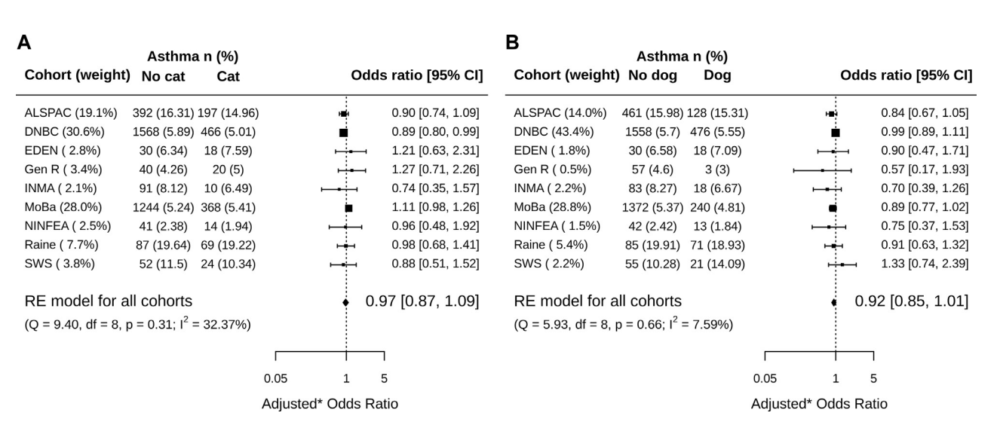 A
Asthma n (%)
Cohort (weight) No cat Cat Odds ratio [95% CI]
ALSPAC (19.1%) 392 (16.31) 197 (14.96) 0.90 [0.74, 1.09]
DNBC (30.6%) 1568 (5.89) 466 (5.01) 0.89 [0.80, 0.99]
EDEN ( 2.8%) 30 (6.34) 18 (7.59) 1.21 [0.63, 2.31]
Gen R ( 3.4%) 40 (4.26) 20 (5) 1.27 [0.71, 2.26]
INMA ( 2.1%) 91 (8.12) 10 (6.49) 0.74 [0.35, 1.57]
MoBa (28.0%) 1244 (5.24) 368 (5.41) 1.11 [0.98, 1.26]
NINFEA ( 2.5%) 41 (2.38) 14 (1.94) 0.96 [0.48, 1.92]
Raine ( 7.7%) 87 (19.64) 69 (19.22) 0.98 [0.68, 1.41]
SWS ( 3.8%) 52 (11.5) 24 (10.34) 0.88 [0.51, 1.52]
RE model for all cohorts 0.97 [0.87, 1.09]
(Q = 9.40, df = 8, p = 0.31; I² = 32.37%)
0.05 1 5
Adjusted* Odds Ratio
B
Asthma n (%)
Cohort (weight) No dog Dog Odds ratio [95% CI]
ALSPAC (14.0%) 461 (15.98) 128 (15.31) 0.84 [0.67, 1.05]
DNBC (43.4%) 1558 (5.7) 476 (5.55) 0.99 [0.89, 1.11]
EDEN ( 1.8%) 30 (6.58) 18 (7.09) 0.90 [0.47, 1.71]
Gen R ( 0.5%) 57 (4.6) 3 (3) 0.57 [0.17, 1.93]
INMA ( 2.2%) 83 (8.27) 18 (6.67) 0.70 [0.39, 1.26]
MoBa (28.8%) 1372 (5.37) 240 (4.81) 0.89 [0.77, 1.02]
NINFEA ( 1.5%) 42 (2.42) 13 (1.84) 0.75 [0.37, 1.53]
Raine ( 5.4%) 85 (19.91) 71 (18.93) 0.91 [0.63, 1.32]
SWS ( 2.2%) 55 (10.28) 21 (14.09) 1.33 [0.74, 2.39]
RE model for all cohorts 0.92 [0.85, 1.01]
(Q = 5.93, df = 8, p = 0.66; I² = 7.59%)
0.05 1 5
Adjusted* Odds Ratio